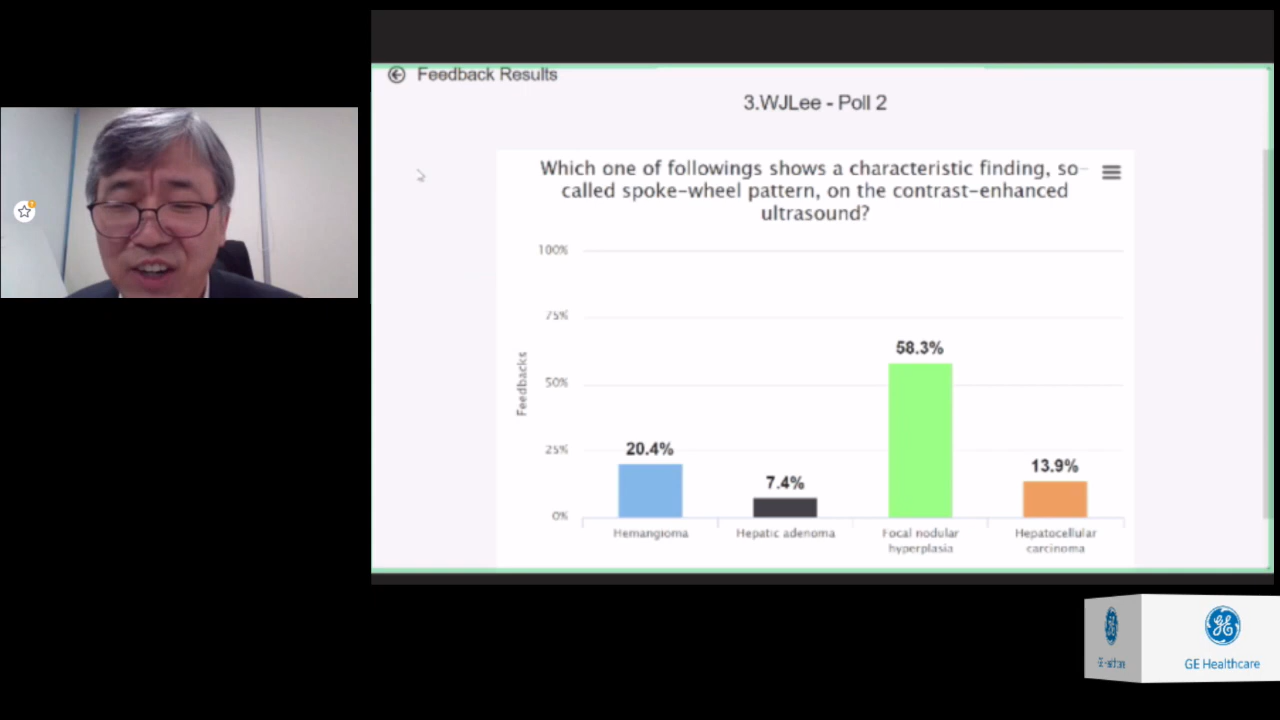 Feedback Results
3.WJLee - Poll 2
Which one of followings shows a characteristic finding, so-
called spoke-wheel pattern, on the contrast-enhanced
ultrasound?
100%
75%
50%
25%
0%
Feedbacks
20.4%
7.4%
58.3%
13.9%
Hemangioma
Hepatic adenoma
Focal nodular
hyperplasia
Hepatocellular
carcinoma
GE Healthcare